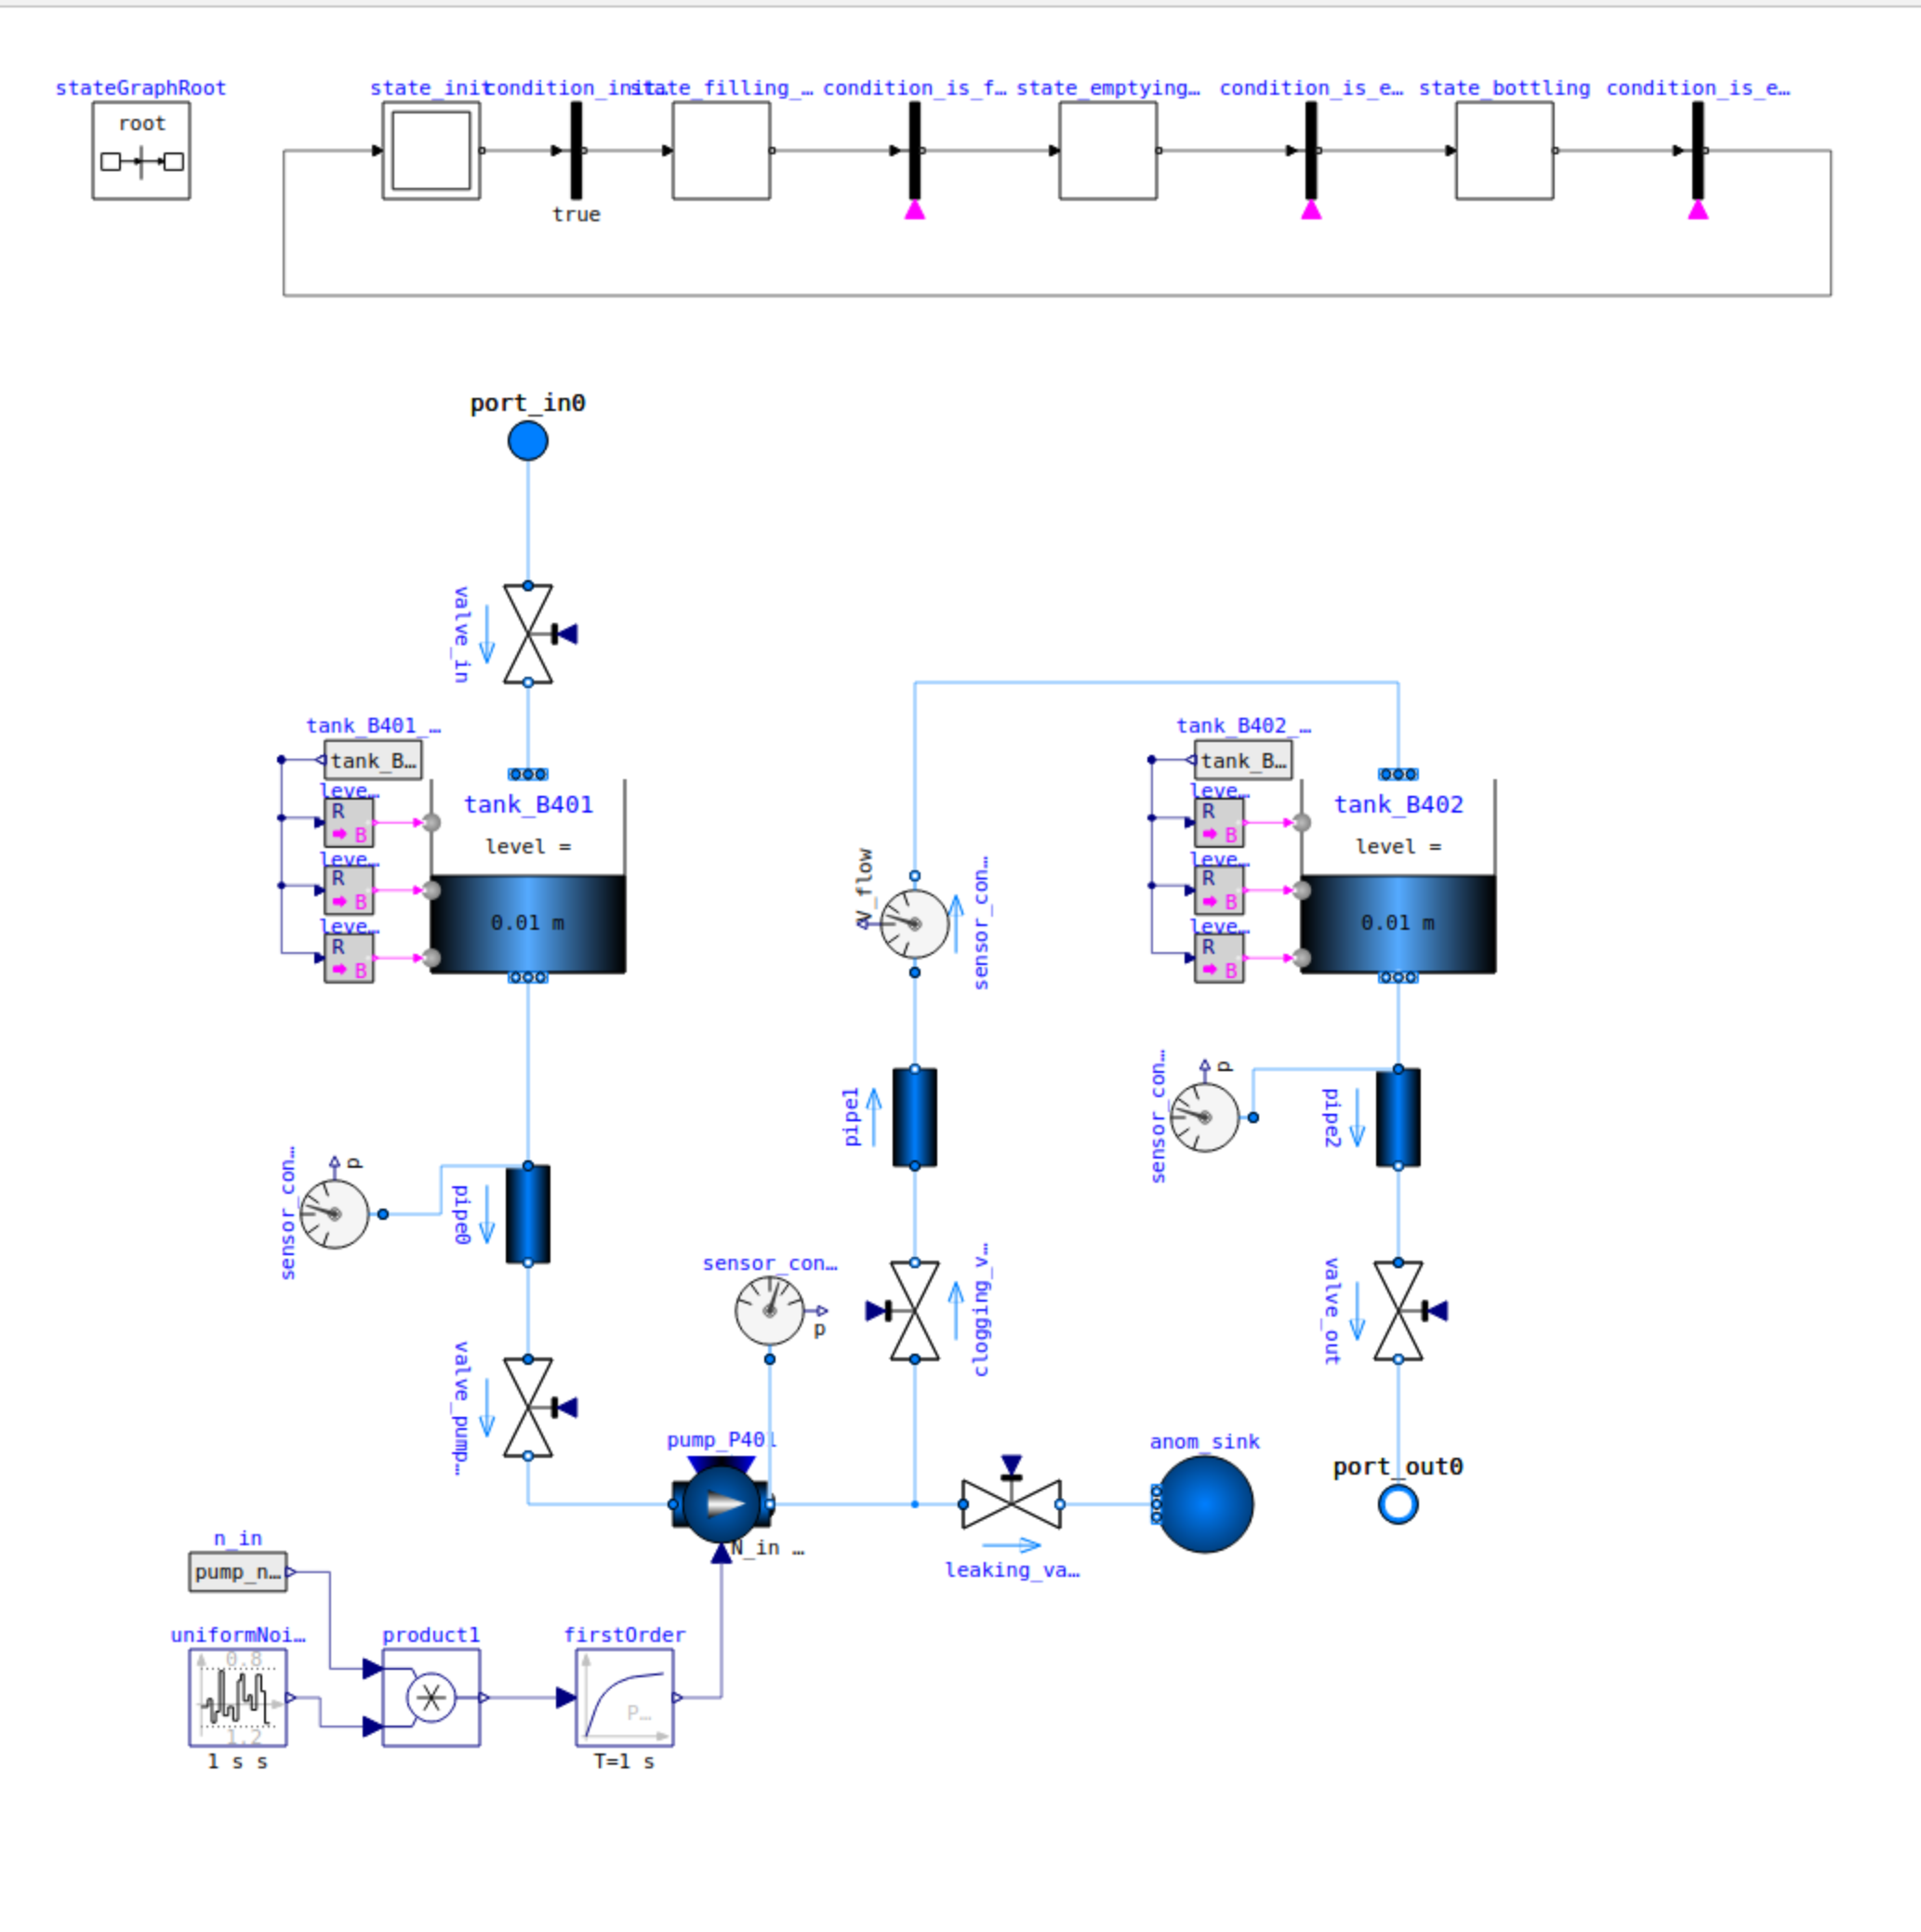 stateGraphRoot
root
state_init
condition_init…
state_filling_…
condition_is_f…
state_emptying…
condition_is_e…
state_bottling
condition_is_e…
true
port_in0
valve_in
tank_B401_…
tank_B…
leve…
R
B
leve…
R
B
leve…
R
B
tank_B401
level =
0.01 m
tank_B402_…
tank_B…
leve…
R
B
leve…
R
B
leve…
R
B
tank_B402
level =
0.01 m
V_flow
sensor_con…
pipe1
sensor_con…
p
pipe2
sensor_con…
p
pipe0
sensor_con…
p
clogging_v…
valve_out
valve_pump…
pump_P401
N_in …
leaking_va…
anom_sink
port_out0
n_in
pump_n…
uniformNoi…
0.8
1.2
1 s s
product1
firstOrder
P…
T=1 s